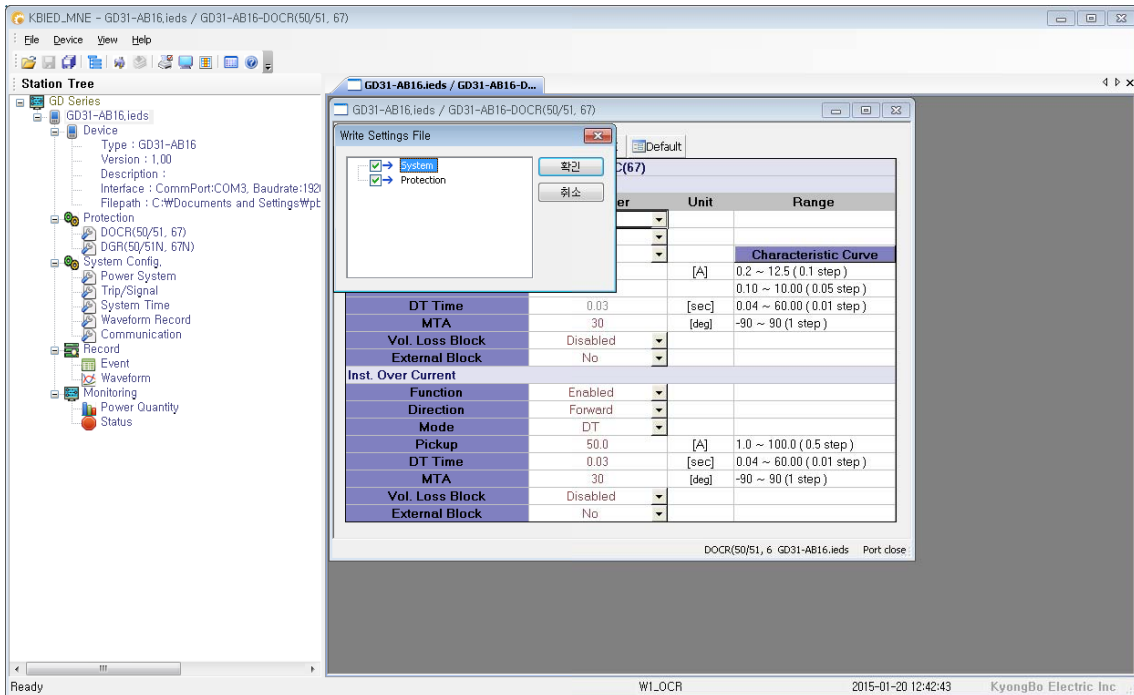 KBIED_MNE - GD31-AB16,ieds / GD31-AB16-DOCR(50/51, 67)
File Device View Help
Station Tree
GD Series
GD31-AB16,ieds
Device
Type : GD31-AB16
Version : 1,00
Description :
Interface : CommPort:COM3, Baudrate:192
Filepath : C:₩Documents and Settings₩pb
Protection
DOCR(50/51, 67)
DGR(50/51N, 67N)
System Config,
Power System
Trip/Signal
System Time
Waveform Record
Communication
Record
Event
Waveform
Monitoring
Power Quantity
Status
GD31-AB16.ieds / GD31-AB16-D...
GD31-AB16,ieds / GD31-AB16-DOCR(50/51, 67)
Write Settings File
System
Protection
확인
취소
Default
C(67)
er Unit Range
Characteristic Curve
[A] 0.2 ~ 12.5 ( 0.1 step )
0.10 ~ 10.00 ( 0.05 step )
DT Time 0.03 [sec] 0.04 ~ 60.00 ( 0.01 step )
MTA 30 [deg] -90 ~ 90 (1 step )
Vol. Loss Block Disabled
External Block No
Inst. Over Current
Function Enabled
Direction Forward
Mode DT
Pickup 50.0 [A] 1.0 ~ 100.0 ( 0.5 step )
DT Time 0.03 [sec] 0.04 ~ 60.00 ( 0.01 step )
MTA 30 [deg] -90 ~ 90 (1 step )
Vol. Loss Block Disabled
External Block No
DOCR(50/51, 6 GD31-AB16.ieds Port close
Ready W1_OCR 2015-01-20 12:42:43 KyongBo Electric Inc